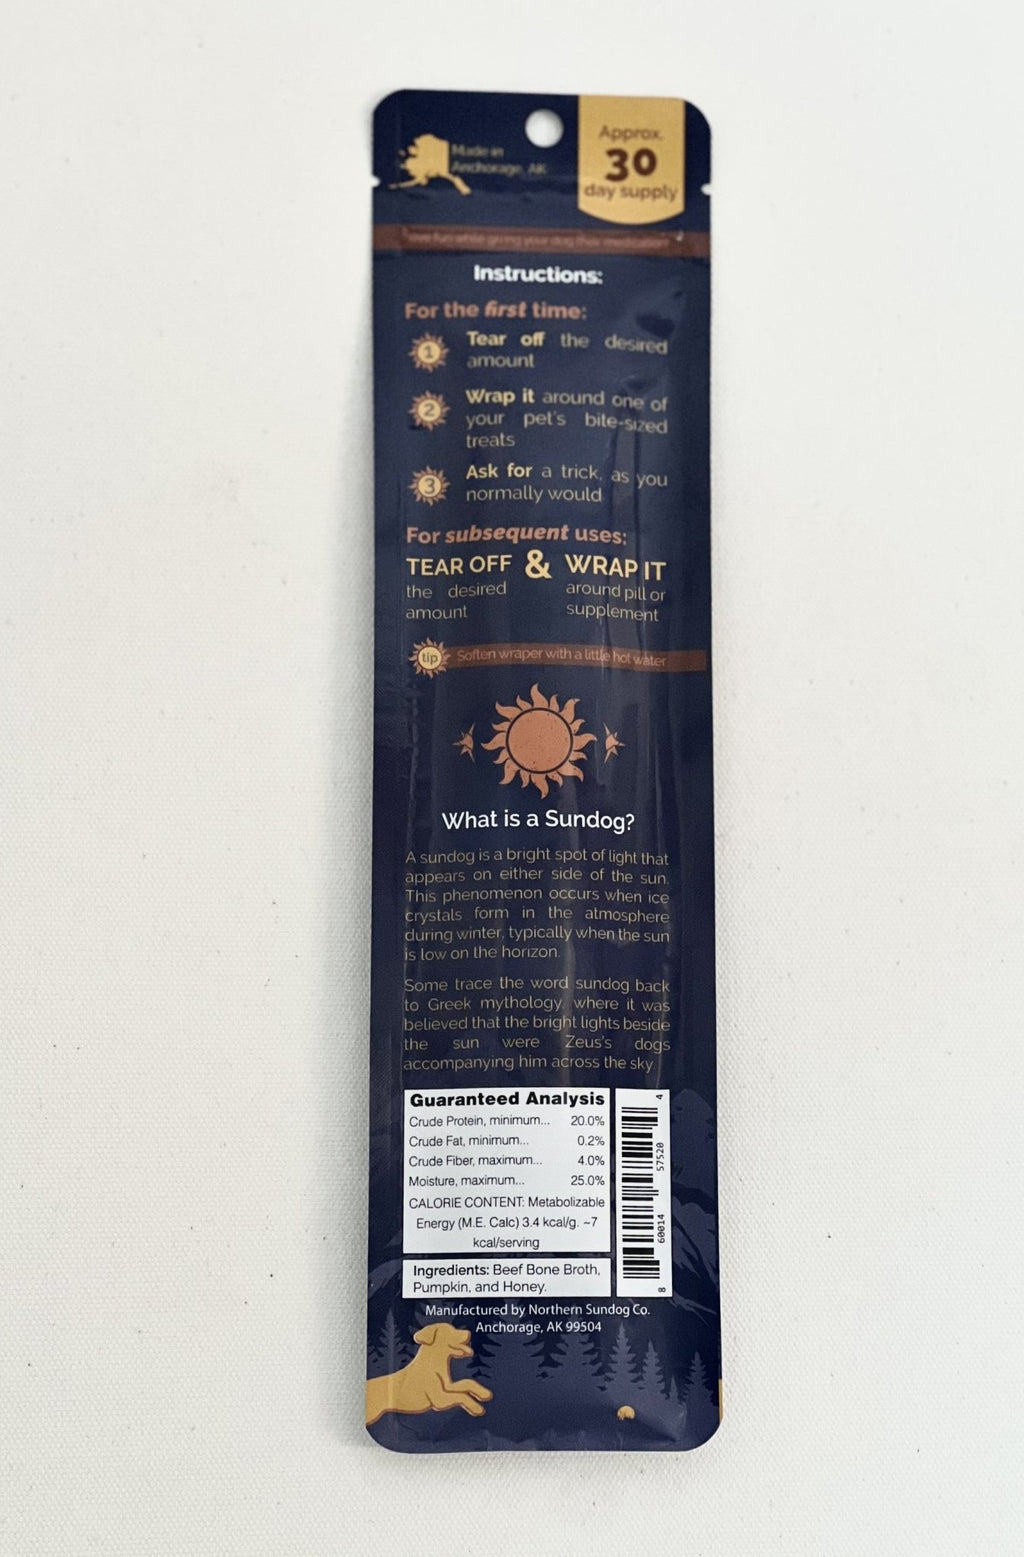 Made in
Anchorage, AK
Approx.
30
day supply
your dog
Instructions:
For the first time:
1
Tear off the desired
amount
2
Wrap it around one of
your pet's bite-sized
treats
3
Ask for a trick, as you
normally would
For subsequent uses:
TEAR OFF & WRAP IT
the desired around pill or
amount supplement
tip Soften wraper with a little hot water
What is a Sundog?
A sundog is a bright spot of light that
appears on either side of the sun.
This phenomenon occurs when ice
crystals form in the atmosphere
during winter, typically when the sun
is low on the horizon.
Some trace the word sundog back
to Greek mythology, where it was
believed that the bright lights beside
the sun were Zeus's dogs
accompanying him across the sky.
Guaranteed Analysis
Crude Protein, minimum... 20.0%
Crude Fat, minimum... 0.2%
Crude Fiber, maximum... 4.0%
Moisture, maximum... 25.0%
CALORIE CONTENT: Metabolizable
Energy (M.E. Calc) 3.4 kcal/g. ~7
kcal/serving
8 60014 57520 4
Ingredients: Beef Bone Broth,
Pumpkin, and Honey.
Manufactured by Northern Sundog Co.
Anchorage, AK 99504